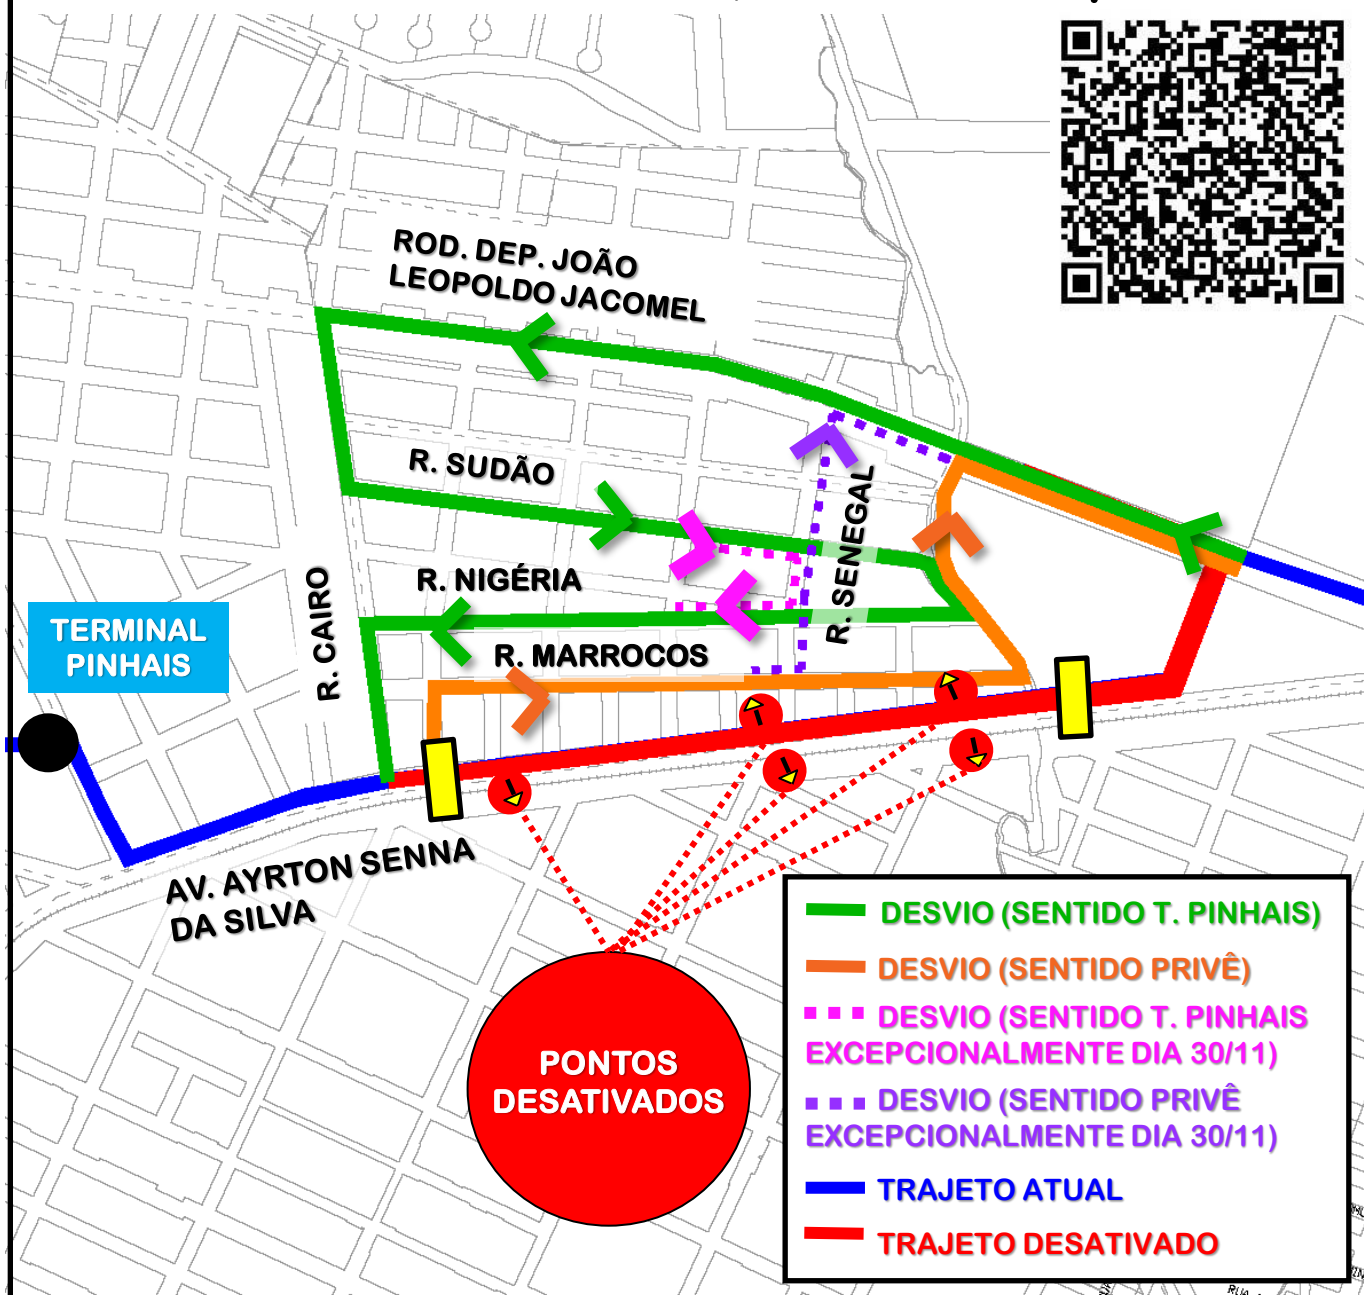 ROD. DEP. JOÃO
LEOPOLDO JACOMEL
R. SUDÃO
R. NIGÉRIA
R. SENEGAL
R. CAIRO
R. MARROCOS
TERMINAL
PINHAIS
AV. AYRTON SENNA
DA SILVA
PONTOS
DESATIVADOS
DESVIO (SENTIDO T. PINHAIS)
DESVIO (SENTIDO PRIVÊ)
DESVIO (SENTIDO T. PINHAIS
EXCEPCIONALMENTE DIA 30/11)
DESVIO (SENTIDO PRIVÊ
EXCEPCIONALMENTE DIA 30/11)
TRAJETO ATUAL
TRAJETO DESATIVADO